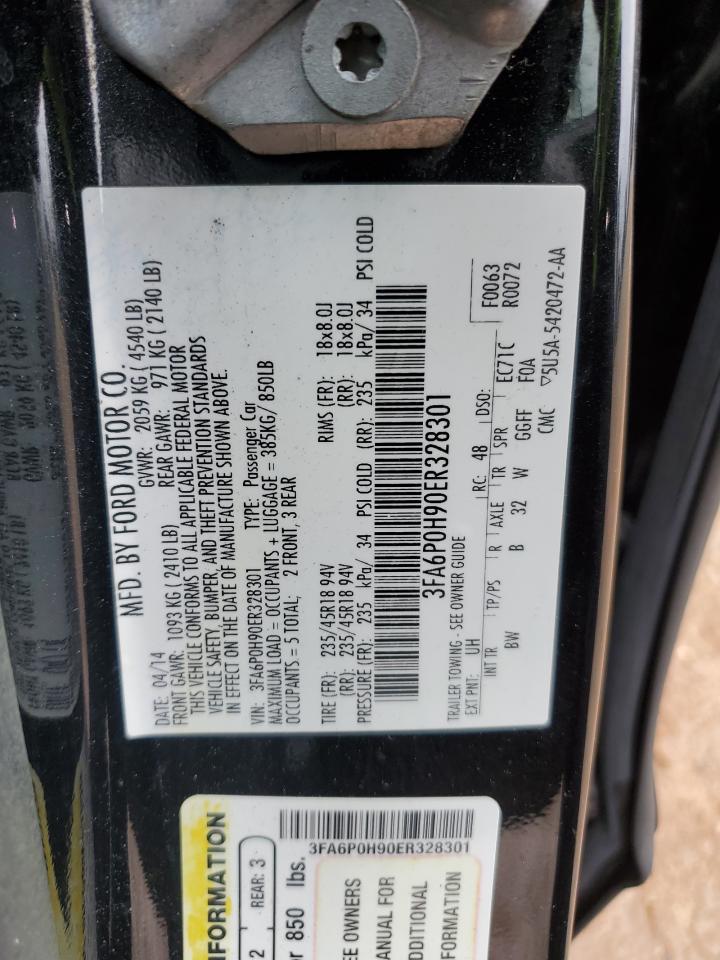 MFD. BY FORD MOTOR CO.
DATE: 04/14 GVWR: 2059 KG ( 4540 LB)
FRONT GAWR: 1093 KG ( 2410 LB) REAR GAWR: 971 KG ( 2140 LB)
THIS VEHICLE CONFORMS TO ALL APPLICABLE FEDERAL MOTOR
VEHICLE SAFETY, BUMPER, AND THEFT PREVENTION STANDARDS
IN EFFECT ON THE DATE OF MANUFACTURE SHOWN ABOVE.
VIN: 3FA6P0H90ER328301 TYPE: Passenger Car
MAXIMUM LOAD = OCCUPANTS + LUGGAGE = 385KG/ 850LB
OCCUPANTS = 5 TOTAL; 2 FRONT, 3 REAR
TIRE (FR): 235/45R18 94V RIMS (FR): 18x8.0J
(RR): 235/45R18 94V (RR): 18x8.0J
PRESSURE (FR): 235 kPa/ 34 PSI COLD (RR): 235 kPa/ 34 PSI COLD
3FA6P0H90ER328301
TRAILER TOWING - SEE OWNER GUIDE
EXT PNT: UH RC: 48 DSO: F0063
R0072
INT TR TP/PS R AXLE TR SPR EC71C
BW B 32 W GGFF F0A
CMC ▽5U5A-5420472-AA
3FA6P0H90ER328301
NFORMATION
2 REAR: 3
or 850 lbs.
EE OWNERS
ANUAL FOR
DDITIONAL
FORMATION